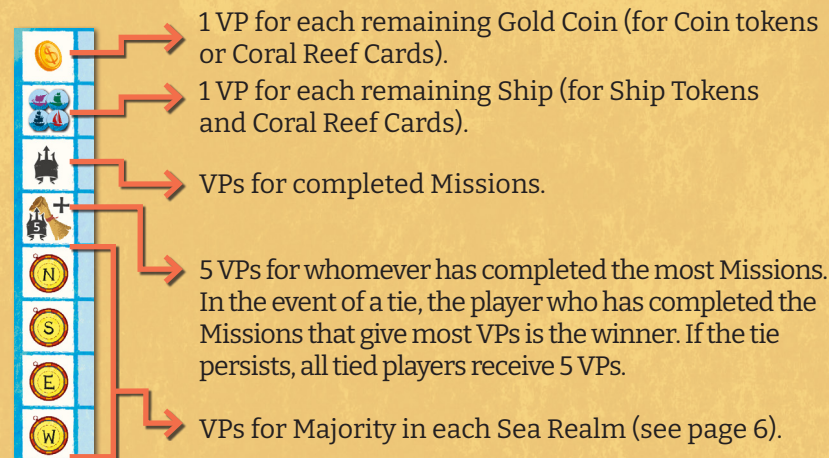 1 VP for each remaining Gold Coin (for Coin tokens
or Coral Reef Cards).
1 VP for each remaining Ship (for Ship Tokens
and Coral Reef Cards).
VPs for completed Missions.
5
+
5 VPs for whomever has completed the most Missions.
In the event of a tie, the player who has completed the
Missions that give most VPs is the winner. If the tie
persists, all tied players receive 5 VPs.
N
S
E
W
VPs for Majority in each Sea Realm (see page 6).